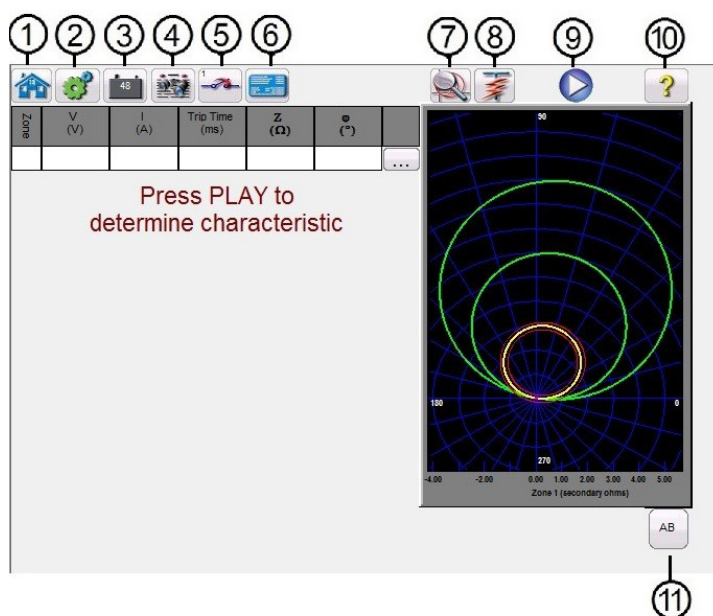 1 2 3 4 5 6 7 8 9 10
48 1 ?
Zone V (V) I (A) Trip Time (ms) Z (Ω) φ (°)
...
Press PLAY to
determine characteristic
90
180 0
270
-4.00 -2.00 0.00 1.00 2.00 3.00 4.00 5.00
Zone 1 (secondary ohms)
AB
11